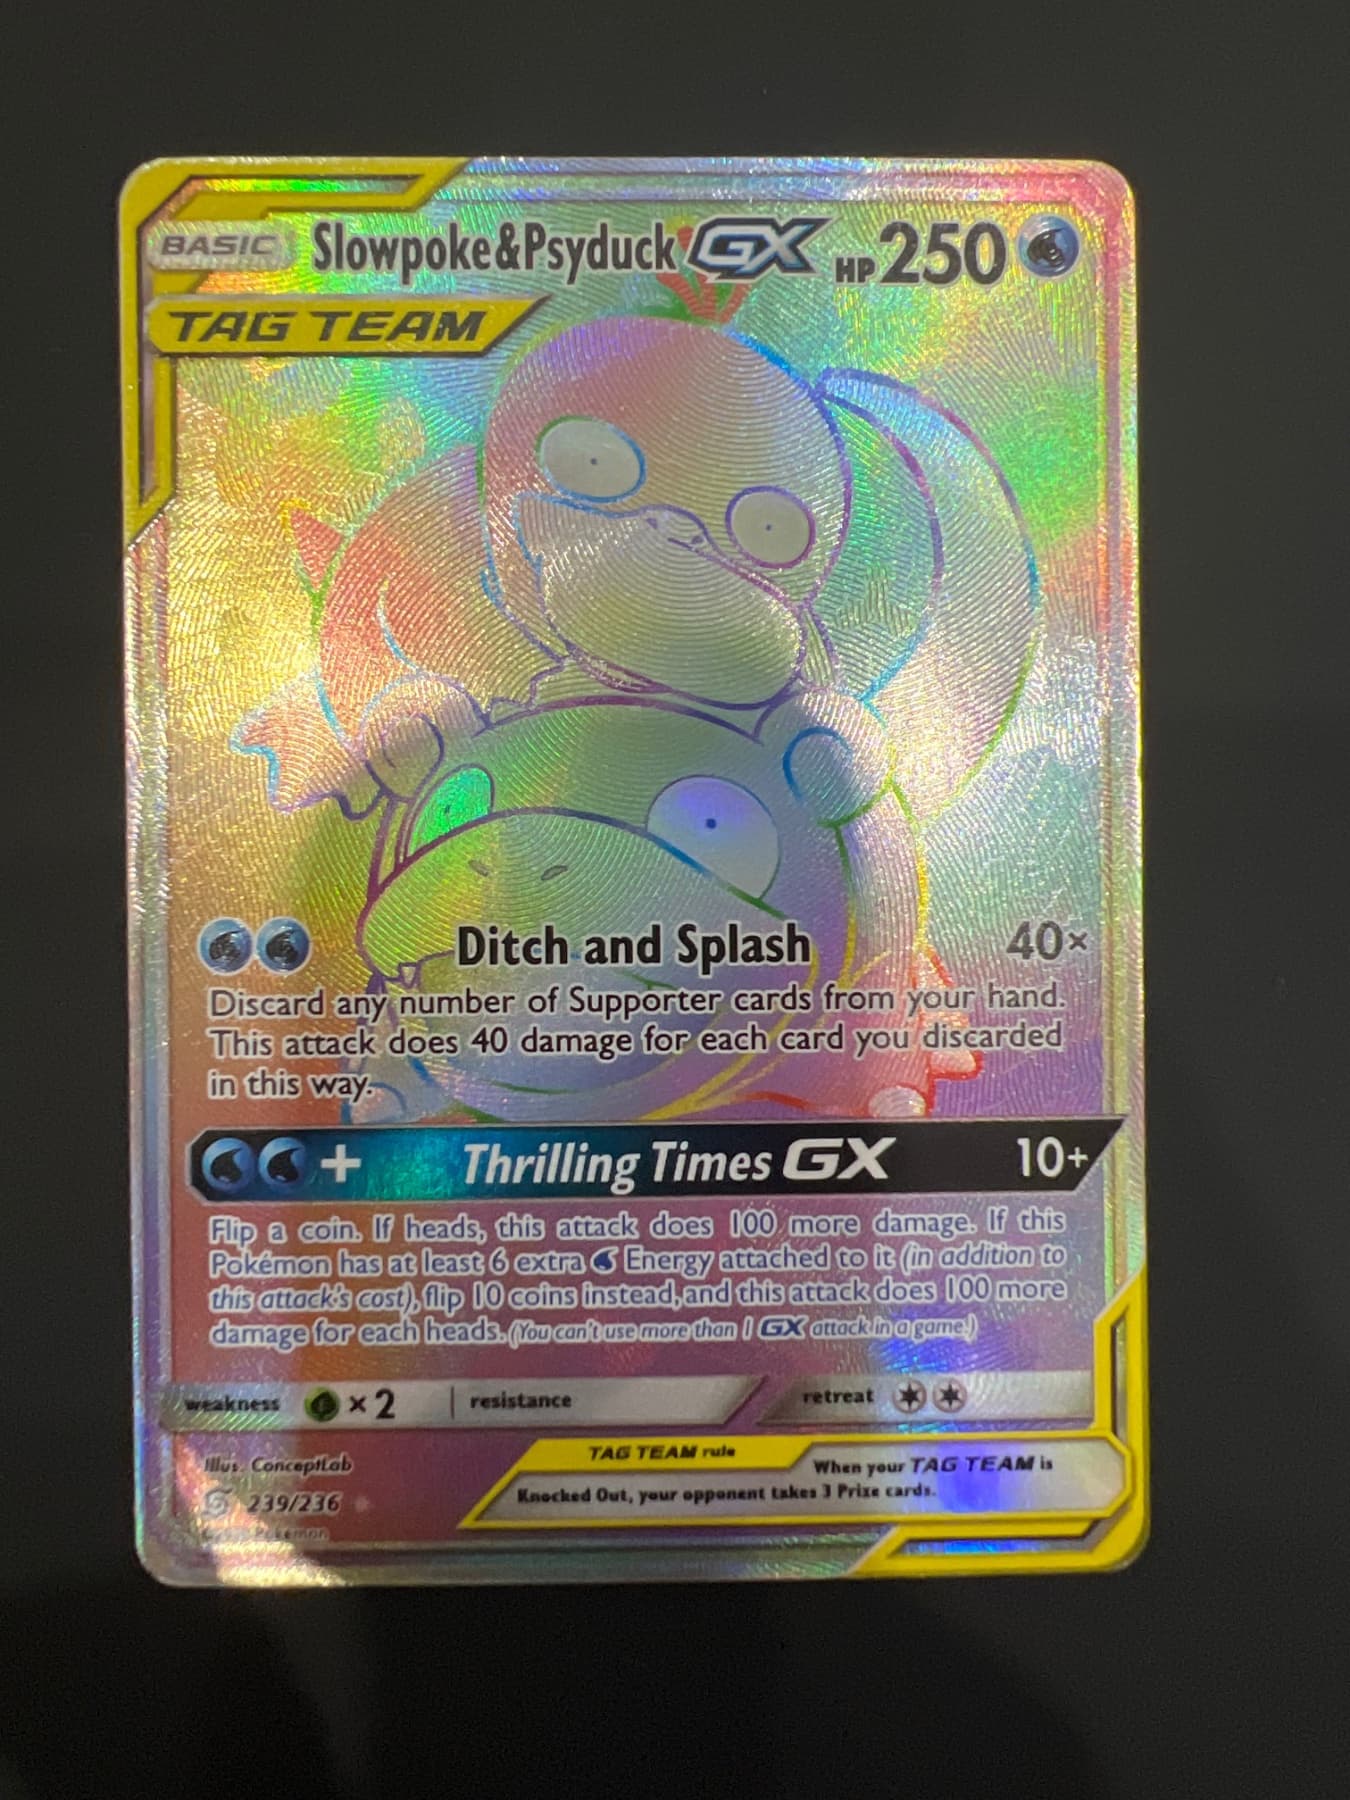 BASIC Slowpoke&Psyduck GX HP 250
TAG TEAM
Ditch and Splash 40×
Discard any number of Supporter cards from your hand.
This attack does 40 damage for each card you discarded
in this way.
+ Thrilling Times GX 10+
Flip a coin. If heads, this attack does 100 more damage. If this
Pokémon has at least 6 extra Energy attached to it (in addition to
this attack's cost), flip 10 coins instead, and this attack does 100 more
damage for each heads. (You can't use more than 1 GX attack in a game.)
weakness × 2 resistance retreat
Illus. ConceptLab
239/236
TAG TEAM rule
When your TAG TEAM is
Knocked Out, your opponent takes 3 Prize cards.
Pokémon